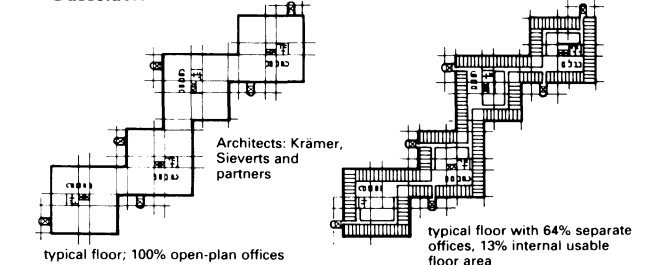 Architects: Krämer,
Sieverts and
partners
typical floor; 100% open-plan offices
typical floor with 64% separate
offices, 13% internal usable
floor area